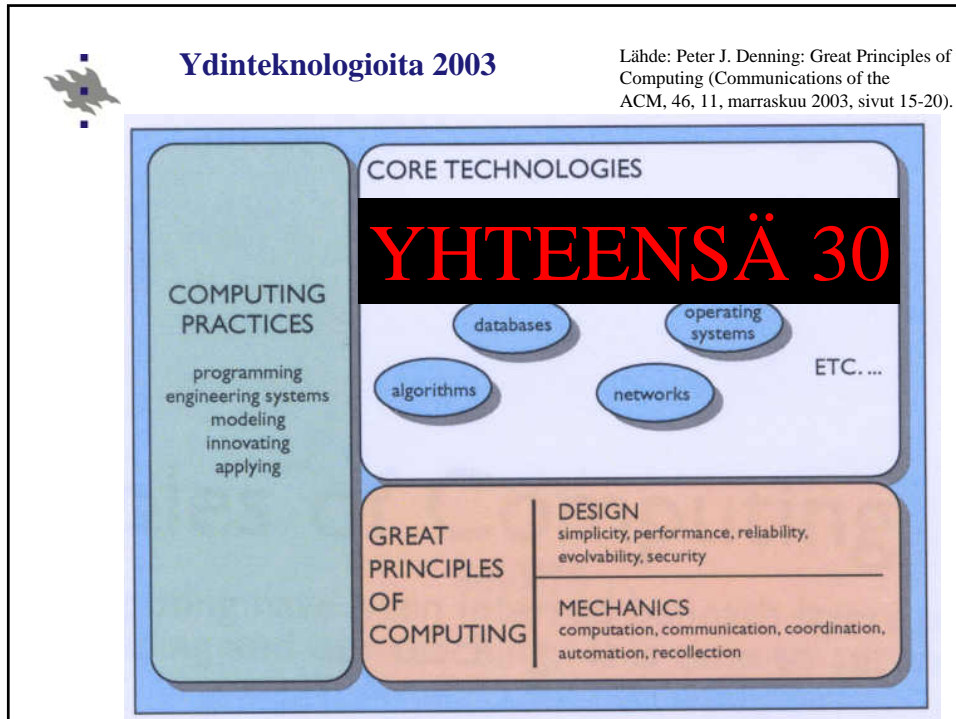 Ydinteknologioita 2003
Lähde: Peter J. Denning: Great Principles of
Computing (Communications of the
ACM, 46, 11, marraskuu 2003, sivut 15-20).
COMPUTING
PRACTICES
programming
engineering systems
modeling
innovating
applying
CORE TECHNOLOGIES
YHTEENSÄ 30
databases
operating
systems
algorithms
networks
ETC. ...
GREAT
PRINCIPLES
OF
COMPUTING
DESIGN
simplicity, performance, reliability,
evolvability, security
MECHANICS
computation, communication, coordination,
automation, recollection